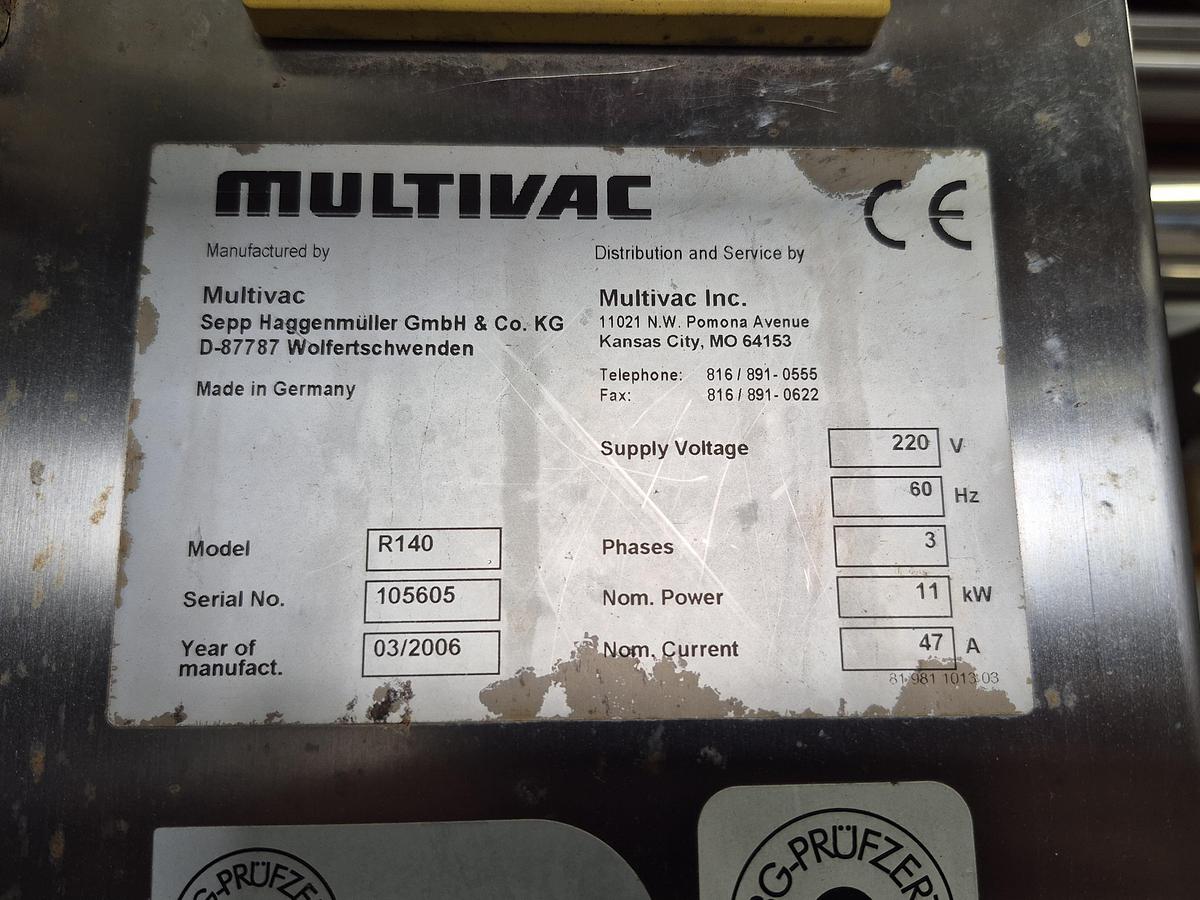 MULTIVAC
CE
Manufactured by
Multivac
Sepp Haggenmüller GmbH & Co. KG
D-87787 Wolfertschwenden
Made in Germany
Distribution and Service by
Multivac Inc.
11021 N.W. Pomona Avenue
Kansas City, MO 64153
Telephone: 816 / 891- 0555
Fax: 816 / 891- 0622
Supply Voltage 220 V
60 Hz
Model R140
Phases 3
Serial No. 105605
Nom. Power 11 kW
Year of
manufact. 03/2006
Nom. Current 47 A
81 981 1013 03
G-PRÜFZE
BG-PRÜFZERT